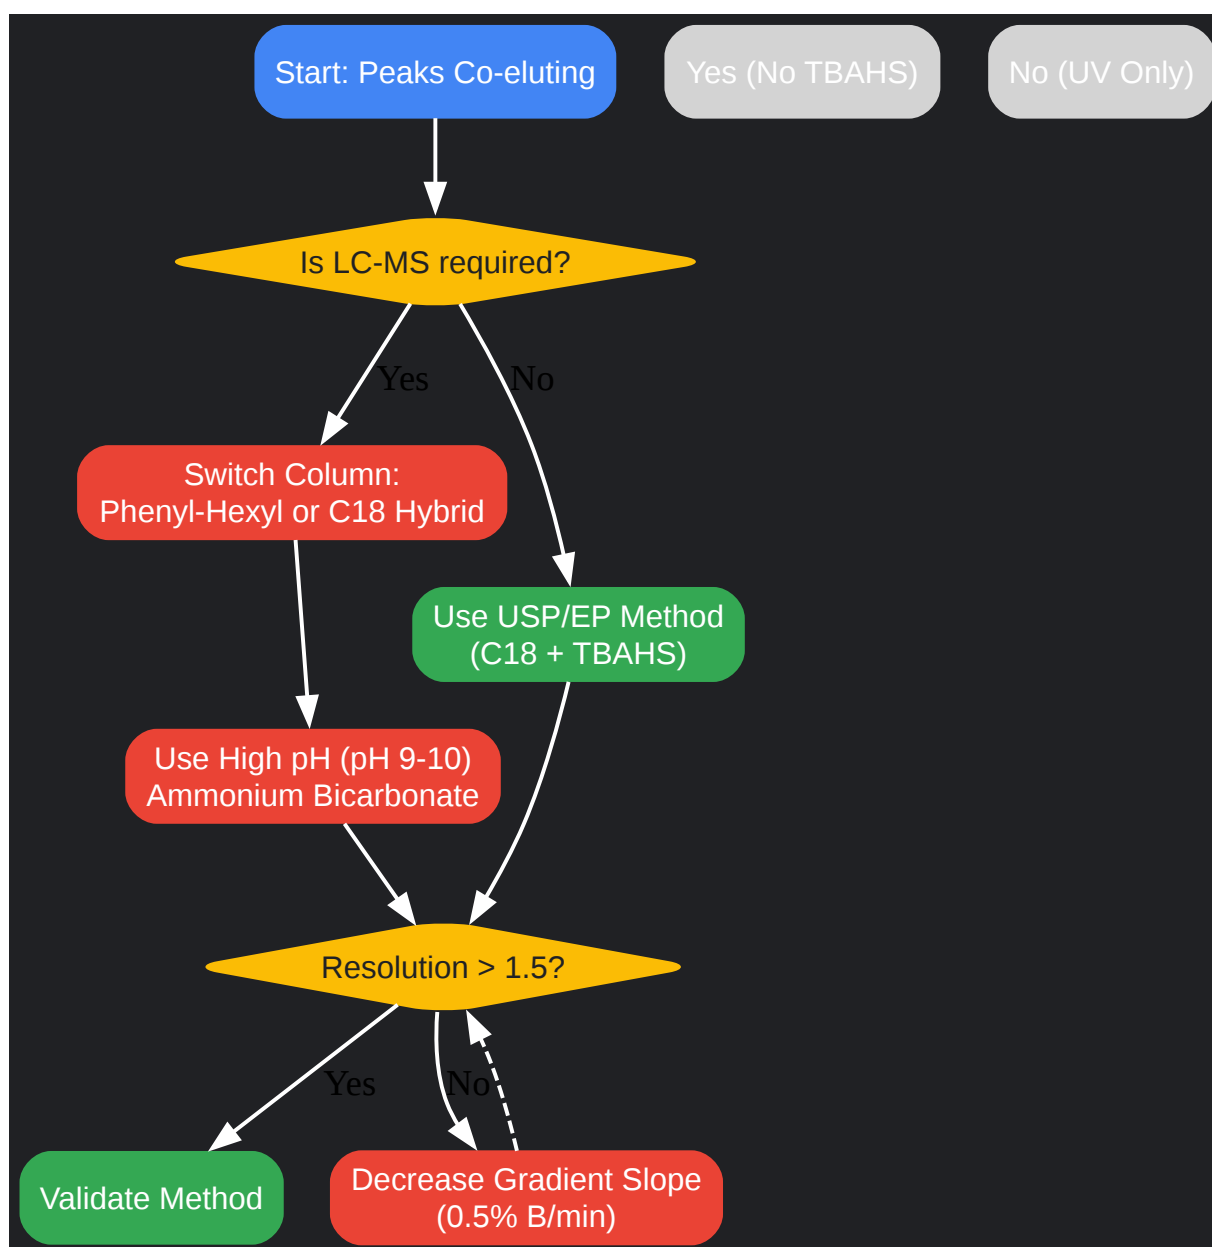 Start: Peaks Co-eluting
Yes (No TBAHS)
No (UV Only)
Is LC-MS required?
Yes
No
Switch Column:
Phenyl-Hexyl or C18 Hybrid
Use USP/EP Method
(C18 + TBAHS)
Use High pH (pH 9-10)
Ammonium Bicarbonate
Resolution > 1.5?
Yes
No
Validate Method
Decrease Gradient Slope
(0.5% B/min)